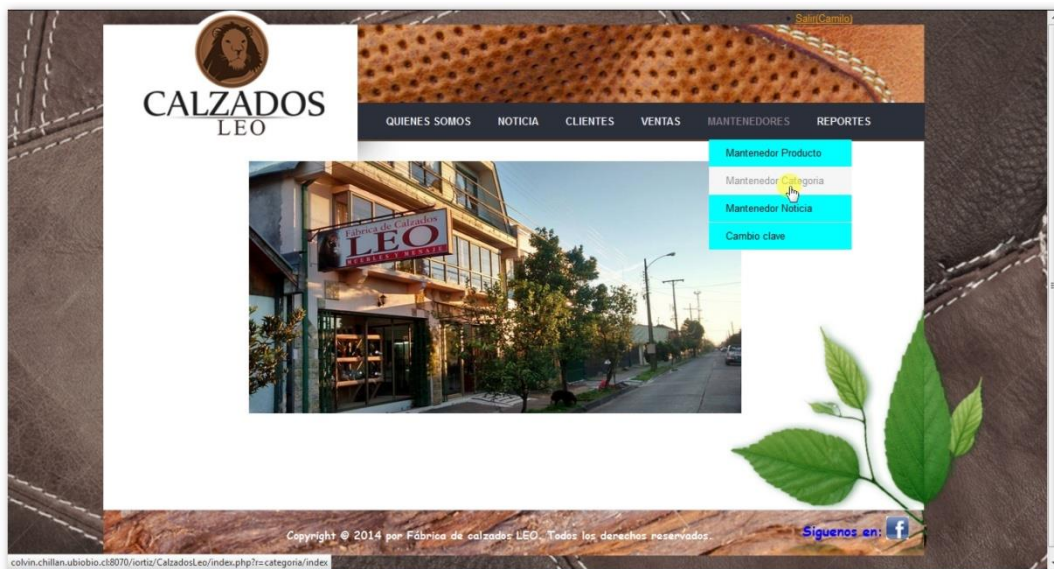 Salir(Camilo)
CALZADOS
LEO
QUIENES SOMOS NOTICIA CLIENTES VENTAS MANTENEDORES REPORTES
Mantenedor Producto
Mantenedor Categoria
Mantenedor Noticia
Cambio clave
Fábrica de Calzados
LEO
MUEBLES Y MENAJE
Siguenos en:
Copyright © 2014 por Fábrica de calzados LEO. Todos los derechos reservados.
colvin.chillan.ubiobio.cl:8070/iortiz/CalzadosLeo/index.php?r=categoria/index